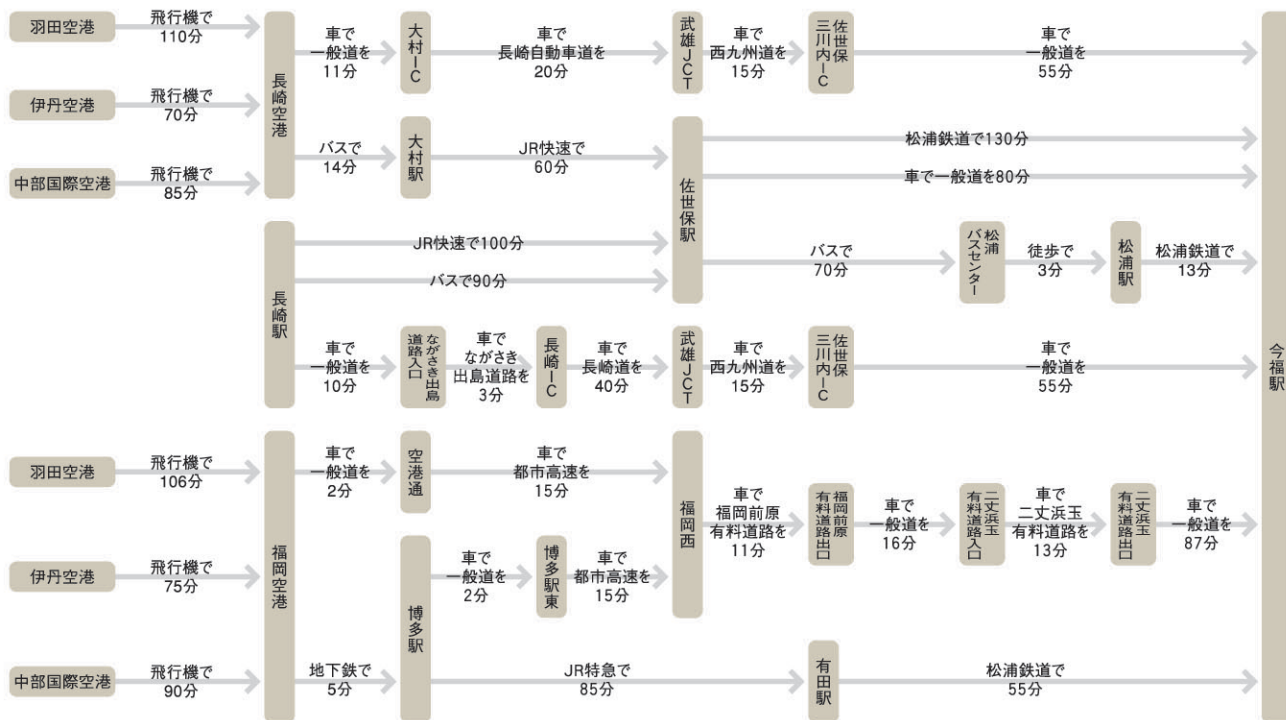 羽田空港
飛行機で
110分
伊丹空港
飛行機で
70分
中部国際空港
飛行機で
85分
長崎空港
車で
一般道を
11分
大村IC
車で
長崎自動車道を
20分
武雄JCT
車で
西九州道を
15分
佐世保
三川内IC
車で
一般道を
55分
バスで
14分
大村駅
JR快速で
60分
佐世保駅
松浦鉄道で130分
車で一般道を80分
バスで
70分
松浦
バスセンター
徒歩で
3分
松浦駅
松浦鉄道で
13分
長崎駅
JR快速で100分
バスで90分
車で
一般道を
10分
ながさき出島
道路入口
車で
ながさき
出島道路を
3分
長崎IC
車で
長崎道を
40分
武雄JCT
車で
西九州道を
15分
佐世保
三川内IC
車で
一般道を
55分
今福駅
羽田空港
飛行機で
106分
伊丹空港
飛行機で
75分
中部国際空港
飛行機で
90分
福岡空港
車で
一般道を
2分
空港通
車で
都市高速を
15分
地下鉄で
5分
博多駅
車で
一般道を
2分
博多駅東
車で
都市高速を
15分
福岡西
車で
福岡前原
有料道路を
11分
福岡前原
有料道路出口
車で
一般道を
16分
二丈浜玉
有料道路入口
車で
二丈浜玉
有料道路を
13分
二丈浜玉
有料道路出口
車で
一般道を
87分
JR特急で
85分
有田駅
松浦鉄道で
55分